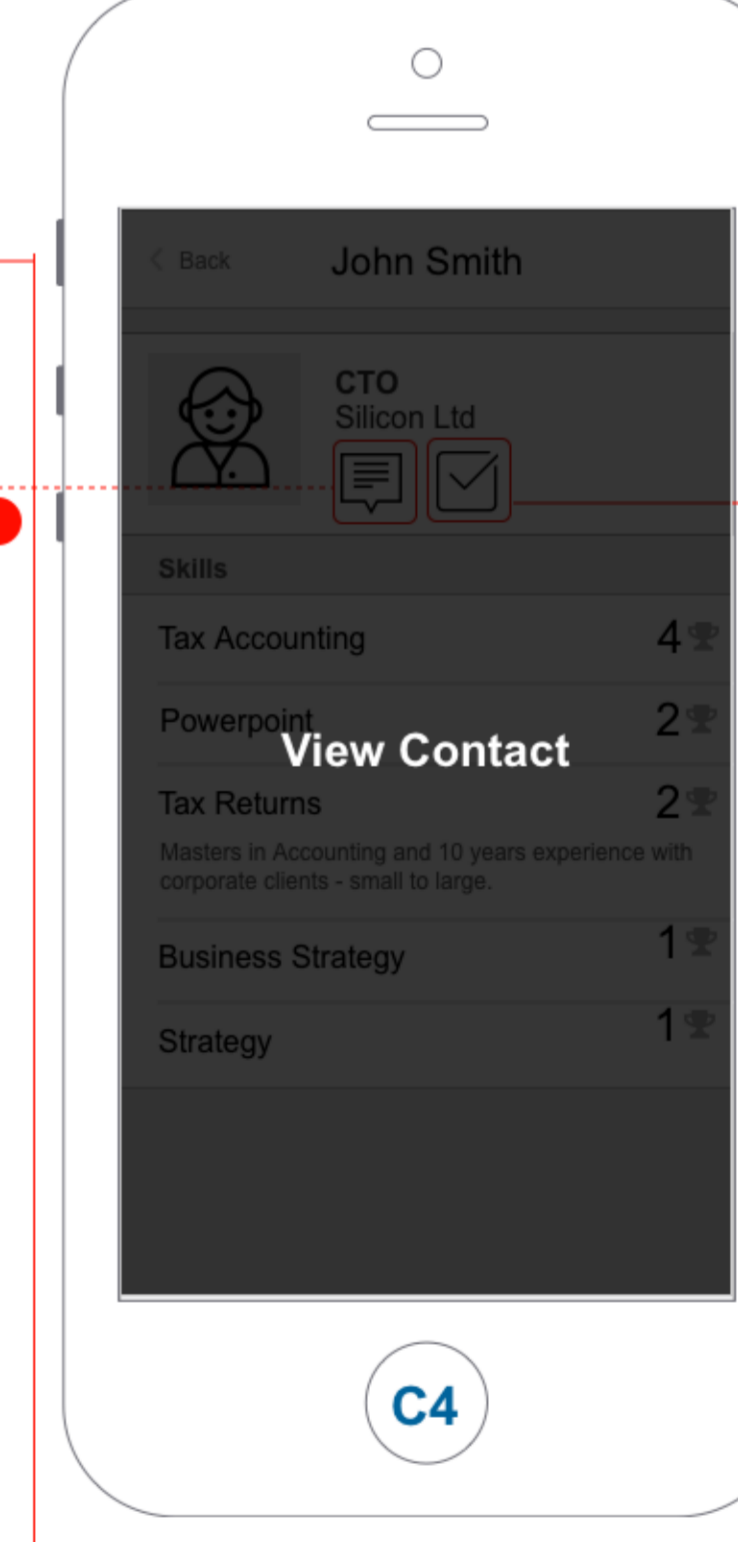 Back
John Smith
CTO
Silicon Ltd
Skills
Tax Accounting 4
Powerpoint 2
View Contact
Tax Returns 2
Masters in Accounting and 10 years experience with
corporate clients - small to large.
Business Strategy 1
Strategy 1
C4